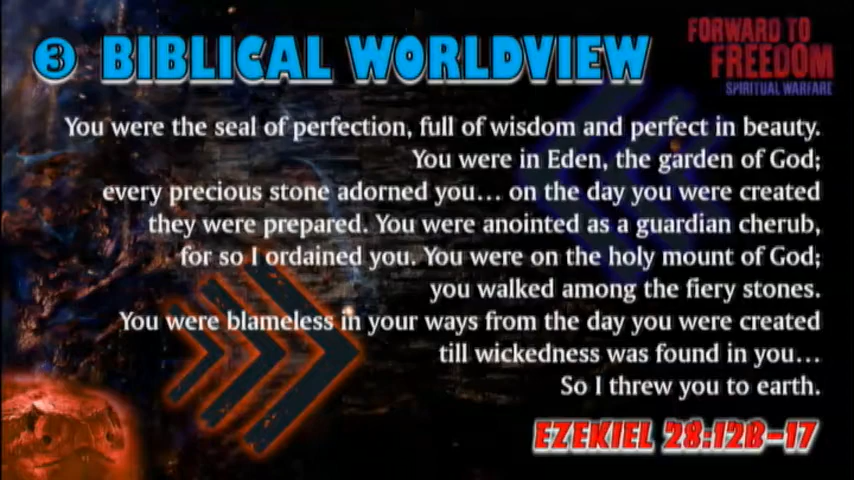 3 BIBLICAL WORLDVIEW
FORWARD TO
FREEDOM
SPIRITUAL WARFARE
You were the seal of perfection, full of wisdom and perfect in beauty.
You were in Eden, the garden of God;
every precious stone adorned you... on the day you were created
they were prepared. You were anointed as a guardian cherub,
for so I ordained you. You were on the holy mount of God;
you walked among the fiery stones.
You were blameless in your ways from the day you were created
till wickedness was found in you...
So I threw you to earth.
EZEKIEL 28:12B–17